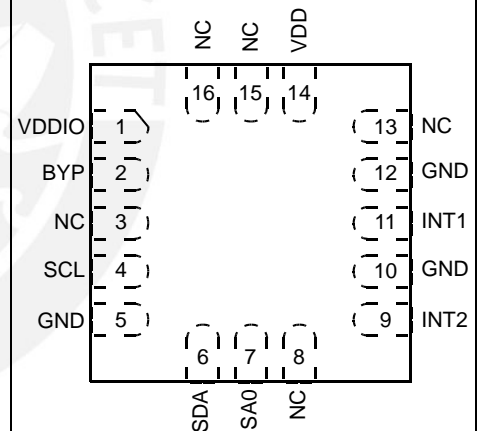 NC NC VDD
16 15 14
VDDIO 1 13 NC
BYP 2 12 GND
NC 3 11 INT1
SCL 4 10 GND
GND 5 9 INT2
6 7 8
SDA SA0 NC